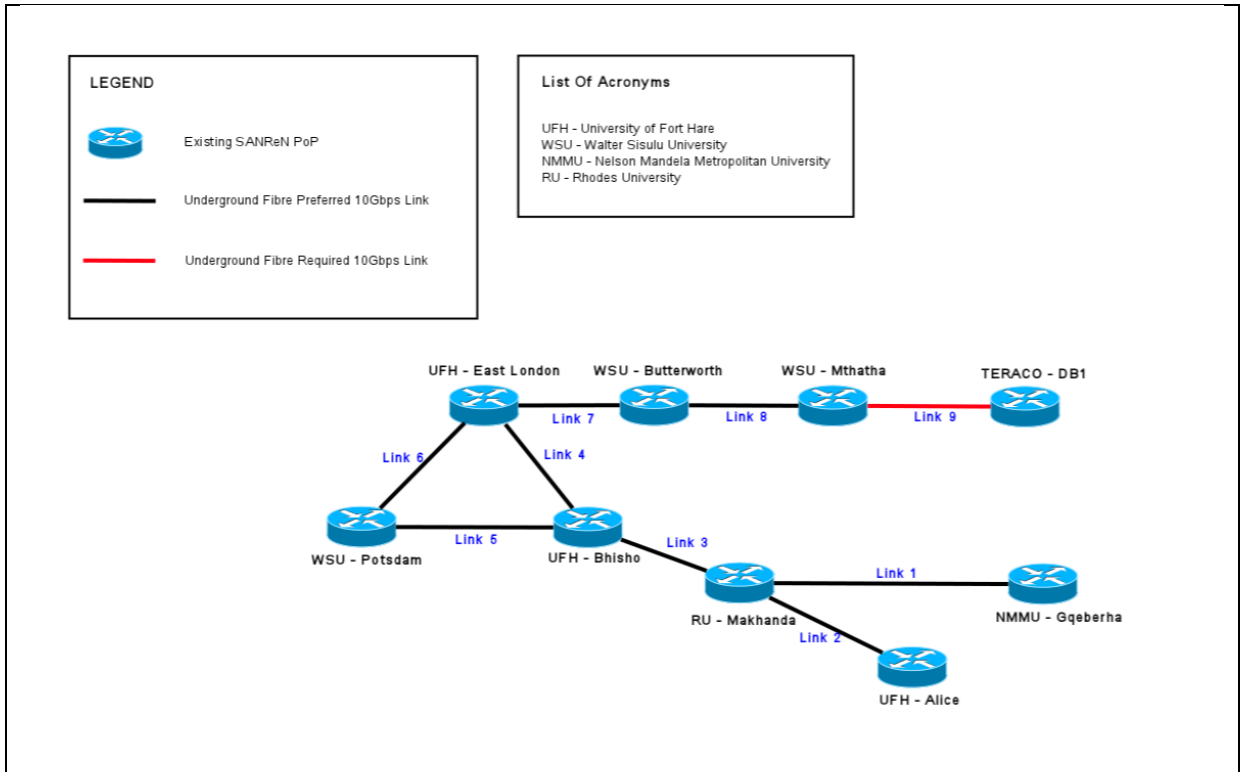 LEGEND
Existing SANReN PoP
Underground Fibre Preferred 10Gbps Link
Underground Fibre Required 10Gbps Link
List Of Acronyms
UFH - University of Fort Hare
WSU - Walter Sisulu University
NMMU - Nelson Mandela Metropolitan University
RU - Rhodes University
UFH - East London
WSU - Butterworth
WSU - Mthatha
TERACO - DB1
Link 7
Link 8
Link 9
Link 6
Link 4
Link 5
WSU - Potsdam
UFH - Bhisho
Link 3
Link 1
RU - Makhanda
NMMU - Gqeberha
Link 2
UFH - Alice